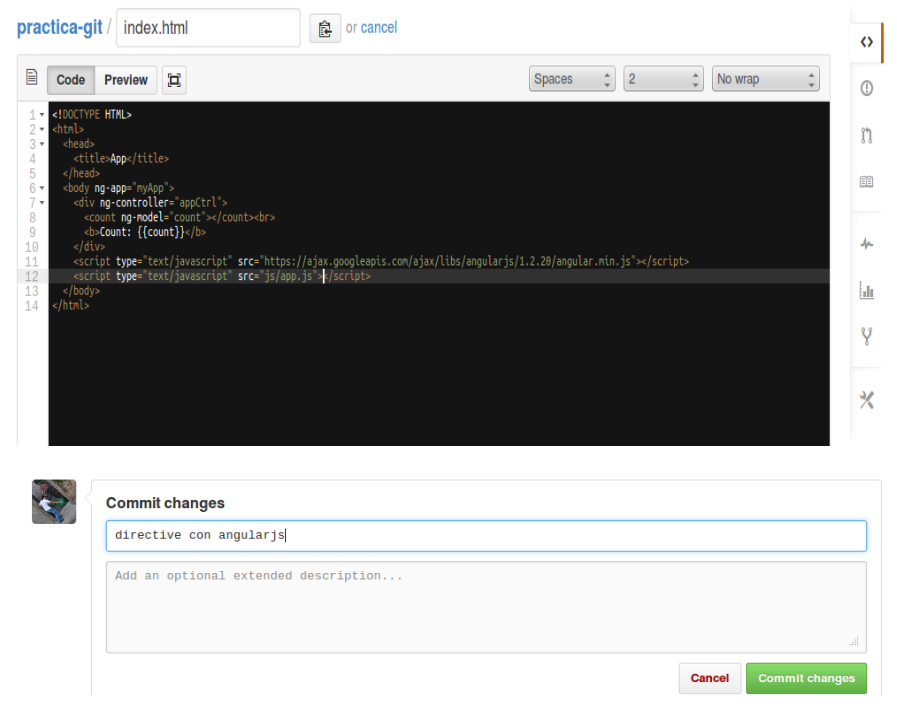 practica-git / index.html or cancel
Code Preview Spaces 2 No wrap
1 <!DOCTYPE HTML>
2 <html>
3 <head>
4 <title>App</title>
5 </head>
6 <body ng-app="myApp">
7 <div ng-controller="appCtrl">
8 <count ng-model="count"></count><br>
9 <b>Count: {{count}}</b>
10 </div>
11 <script type="text/javascript" src="https://ajax.googleapis.com/ajax/libs/angularjs/1.2.20/angular.min.js"></script>
12 <script type="text/javascript" src="js/app.js"></script>
13 </body>
14 </html>
Commit changes
directive con angularjs
Add an optional extended description...
Cancel Commit changes